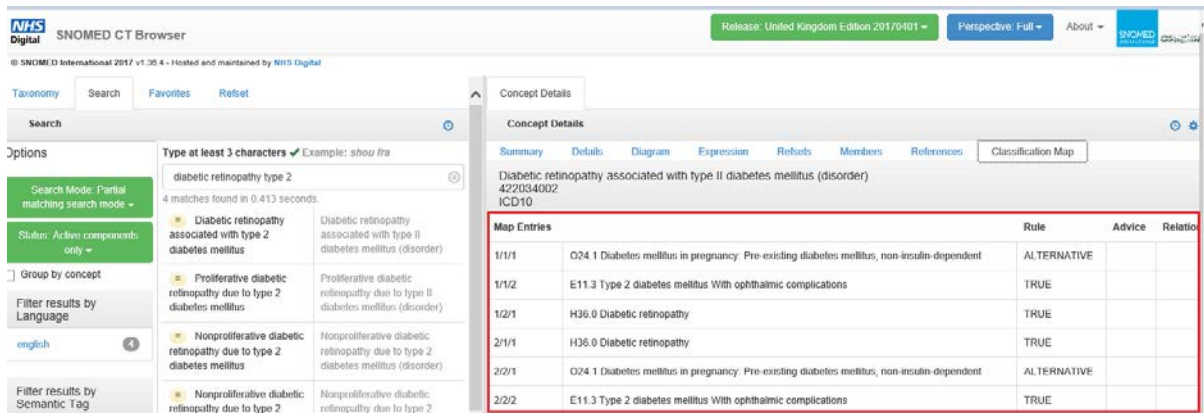 NHS
Digital SNOMED CT Browser
Release: United Kingdom Edition 20170401
Perspective: Full
About
SNOMED
© SNOMED International 2017 v1.36.4 - Hosted and maintained by NHS Digital
Taxonomy Search Favorites Refset
Search
Options
Search Mode: Partial
matching search mode
Status: Active components
only
Group by concept
Filter results by
Language
english 4
Filter results by
Semantic Tag
Type at least 3 characters ✔ Example: shou fra
diabetic retinopathy type 2
4 matches found in 0.413 seconds.
Diabetic retinopathy
associated with type 2
diabetes mellitus
Diabetic retinopathy
associated with type II
diabetes mellitus (disorder)
Proliferative diabetic
retinopathy due to type 2
diabetes mellitus
Proliferative diabetic
retinopathy due to type II
diabetes mellitus (disorder)
Nonproliferative diabetic
retinopathy due to type 2
diabetes mellitus
Nonproliferative diabetic
retinopathy due to type 2
diabetes mellitus (disorder)
Nonproliferative diabetic
retinopathy due to type 2
Nonproliferative diabetic
retinopathy due to type 2
Concept Details
Concept Details
Summary Details Diagram Expression Refsets Members References Classification Map
Diabetic retinopathy associated with type II diabetes mellitus (disorder)
422034002
ICD10
Map Entries Rule Advice Relation
1/1/1 O24.1 Diabetes mellitus in pregnancy: Pre-existing diabetes mellitus, non-insulin-dependent ALTERNATIVE
1/1/2 E11.3 Type 2 diabetes mellitus With ophthalmic complications TRUE
1/2/1 H36.0 Diabetic retinopathy TRUE
2/1/1 H36.0 Diabetic retinopathy TRUE
2/2/1 O24.1 Diabetes mellitus in pregnancy: Pre-existing diabetes mellitus, non-insulin-dependent ALTERNATIVE
2/2/2 E11.3 Type 2 diabetes mellitus With ophthalmic complications TRUE